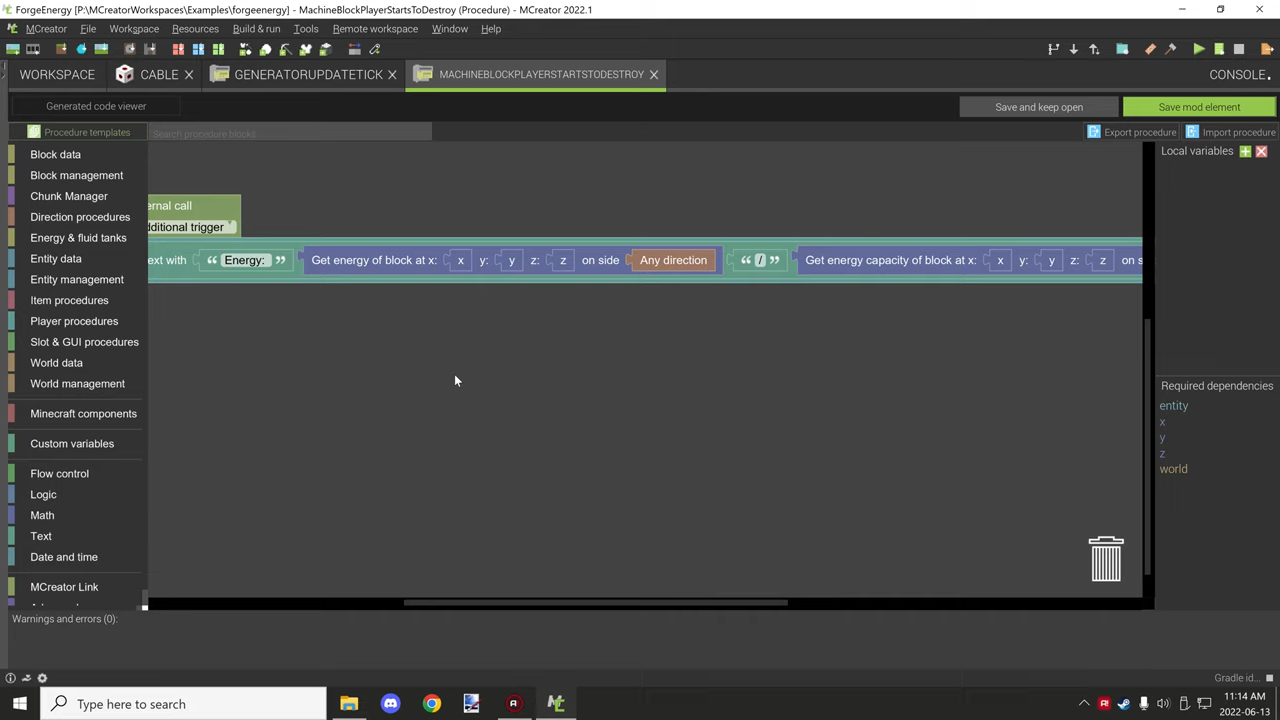 ForgeEnergy [P:\MCreatorWorkspaces\Examples\forgeenergy] - MachineBlockPlayerStartsToDestroy (Procedure) - MCreator 2022.1
MCreator Workspace Resources Build & run Tools Remote workspace Window Help
WORKSPACE CABLE GENERATORUPDATETICK MACHINEBLOCKPLAYERSTARTSTODESTROY CONSOLE
Generated code viewer Save and keep open Save mod element
Procedure templates Search procedure blocks Export procedure Import procedure
Local variables
Block data
Block management
Chunk Manager
Direction procedures
Energy & fluid tanks
Entity data
Entity management
Item procedures
Player procedures
Slot & GUI procedures
World data
World management
Minecraft components
Custom variables
Flow control
Logic
Math
Text
Date and time
MCreator Link
ernal call
dditional trigger
ext with “ Energy: ” Get energy of block at x: x y: y z: z on side Any direction “ / ” Get energy capacity of block at x: x y: y z: z on s
Required dependencies
entity
x
y
z
world
Warnings and errors (0):
Gradle id...
Type here to search
11:14 AM
2022-06-13